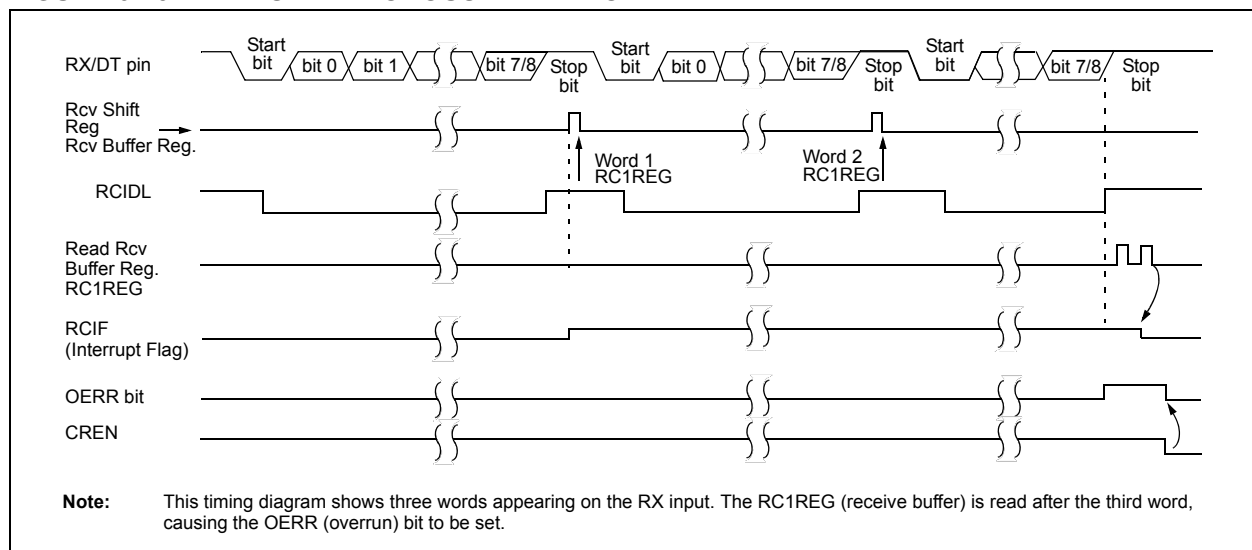 RX/DT pin
Start bit
bit 0
bit 1
bit 7/8
Stop bit
Start bit
bit 0
bit 7/8
Stop bit
Start bit
bit 7/8
Stop bit
Rcv Shift
Reg
Rcv Buffer Reg.
Word 1
RC1REG
Word 2
RC1REG
RCIDL
Read Rcv
Buffer Reg.
RC1REG
RCIF
(Interrupt Flag)
OERR bit
CREN
Note: This timing diagram shows three words appearing on the RX input. The RC1REG (receive buffer) is read after the third word,
causing the OERR (overrun) bit to be set.